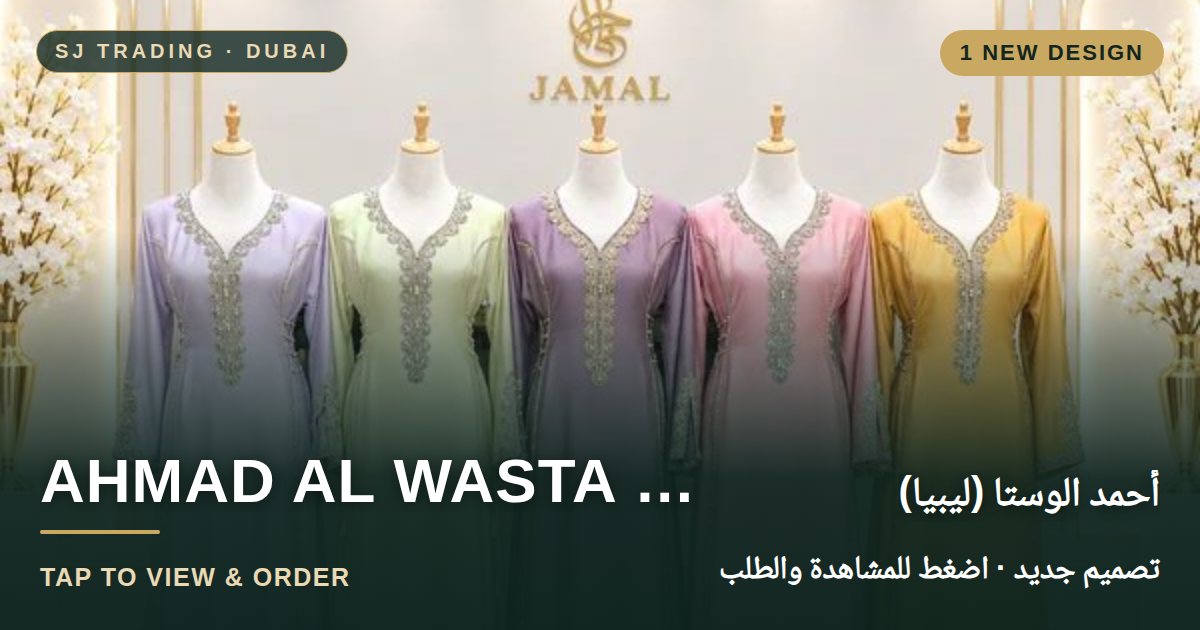 SJ TRADING · DUBAI
1 NEW DESIGN
JAMAL
AHMAD AL WASTA ...
أحمد الوستا (ليبيا)
TAP TO VIEW & ORDER
تصميم جديد · اضغط للمشاهدة والطلب